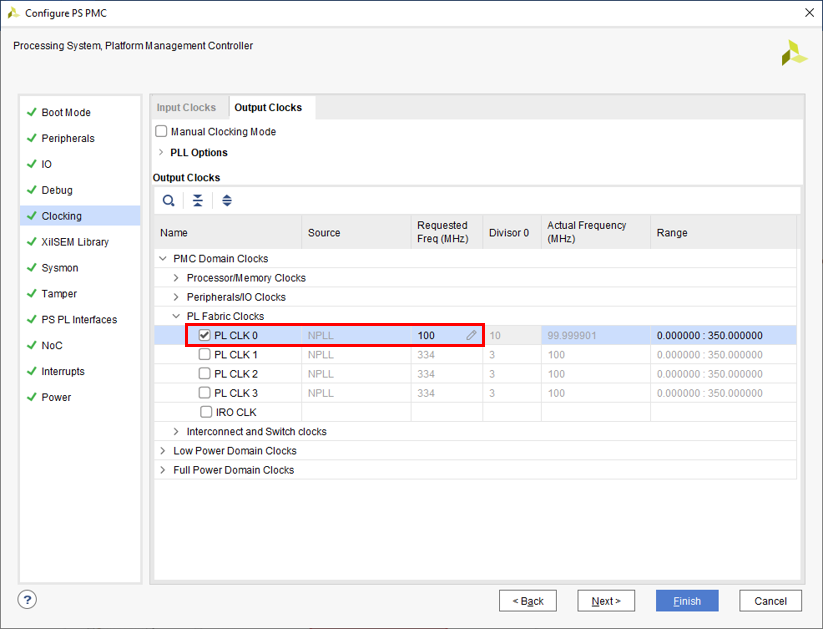 Configure PS PMC
Processing System, Platform Management Controller
Boot Mode
Peripherals
IO
Debug
Clocking
XilSEM Library
Sysmon
Tamper
PS PL Interfaces
NoC
Interrupts
Power
Input Clocks Output Clocks
Manual Clocking Mode
PLL Options
Output Clocks
Name Source Requested Freq (MHz) Divisor 0 Actual Frequency (MHz) Range
PMC Domain Clocks
Processor/Memory Clocks
Peripherals/IO Clocks
PL Fabric Clocks
PL CLK 0 NPLL 100 10 99.999901 0.000000 : 350.000000
PL CLK 1 NPLL 334 3 100 0.000000 : 350.000000
PL CLK 2 NPLL 334 3 100 0.000000 : 350.000000
PL CLK 3 NPLL 334 3 100 0.000000 : 350.000000
IRO CLK
Interconnect and Switch clocks
Low Power Domain Clocks
Full Power Domain Clocks
? < Back Next > Finish Cancel